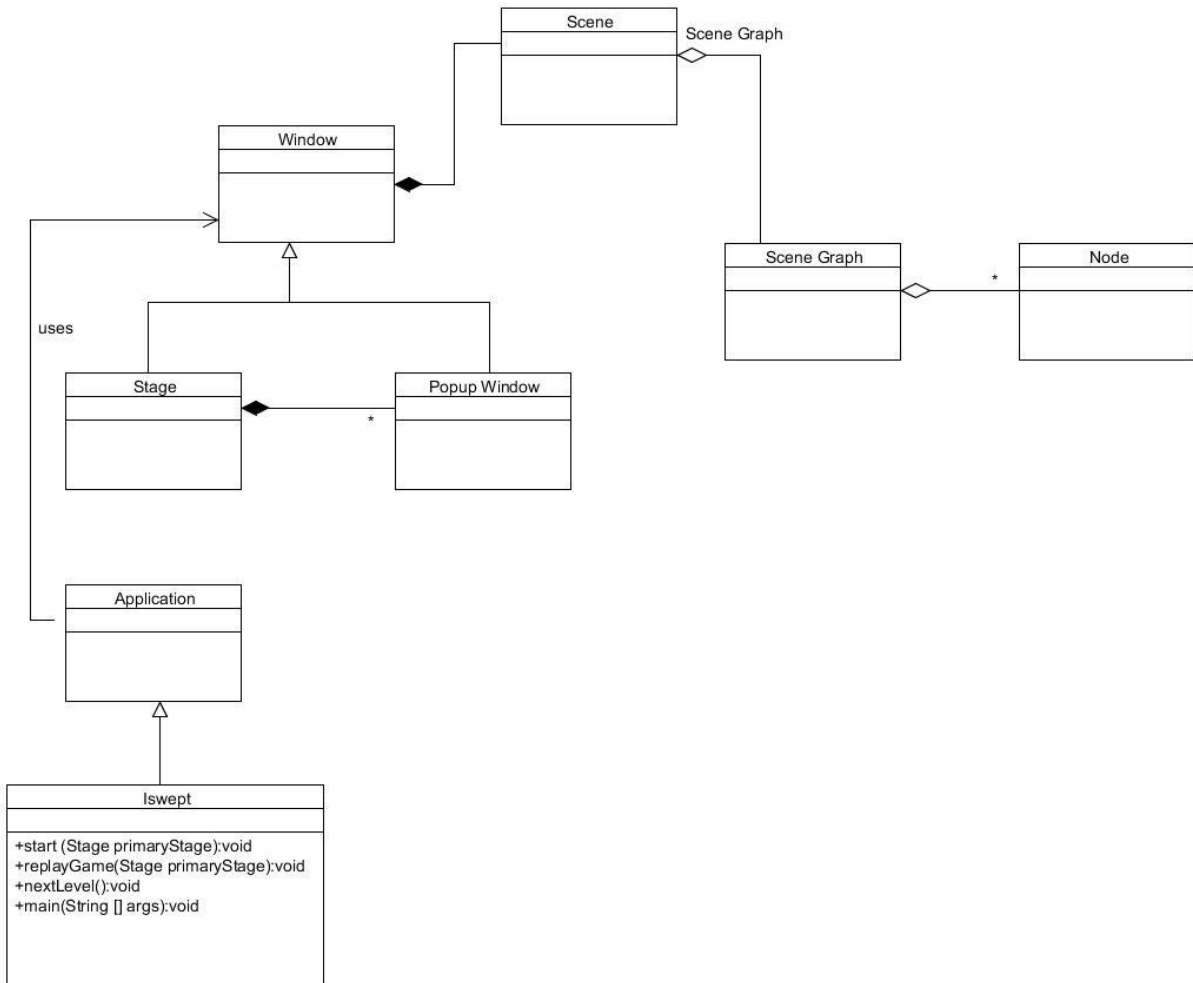 Scene
Scene Graph
Window
Scene Graph
Node
*
uses
Stage
Popup Window
*
Application
Iswept
+start (Stage primaryStage):void
+replayGame(Stage primaryStage):void
+nextLevel():void
+main(String [] args):void